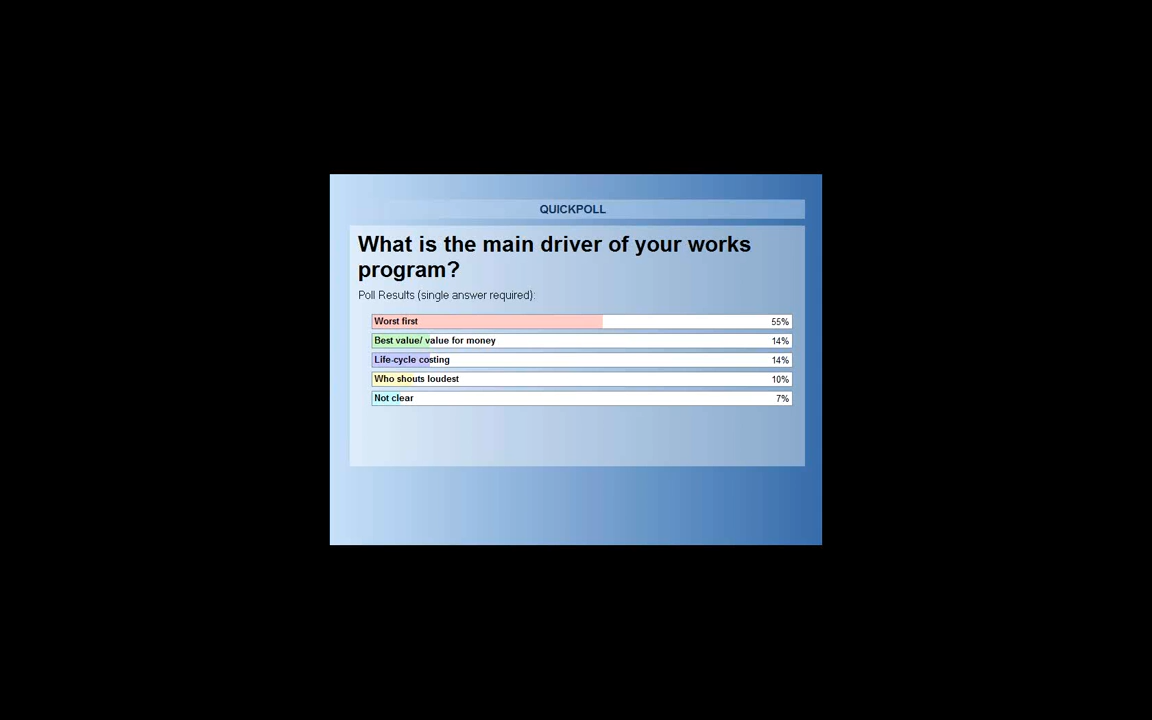 QUICKPOLL
What is the main driver of your works
program?
Poll Results (single answer required):
Worst first 55%
Best value/ value for money 14%
Life-cycle costing 14%
Who shouts loudest 10%
Not clear 7%